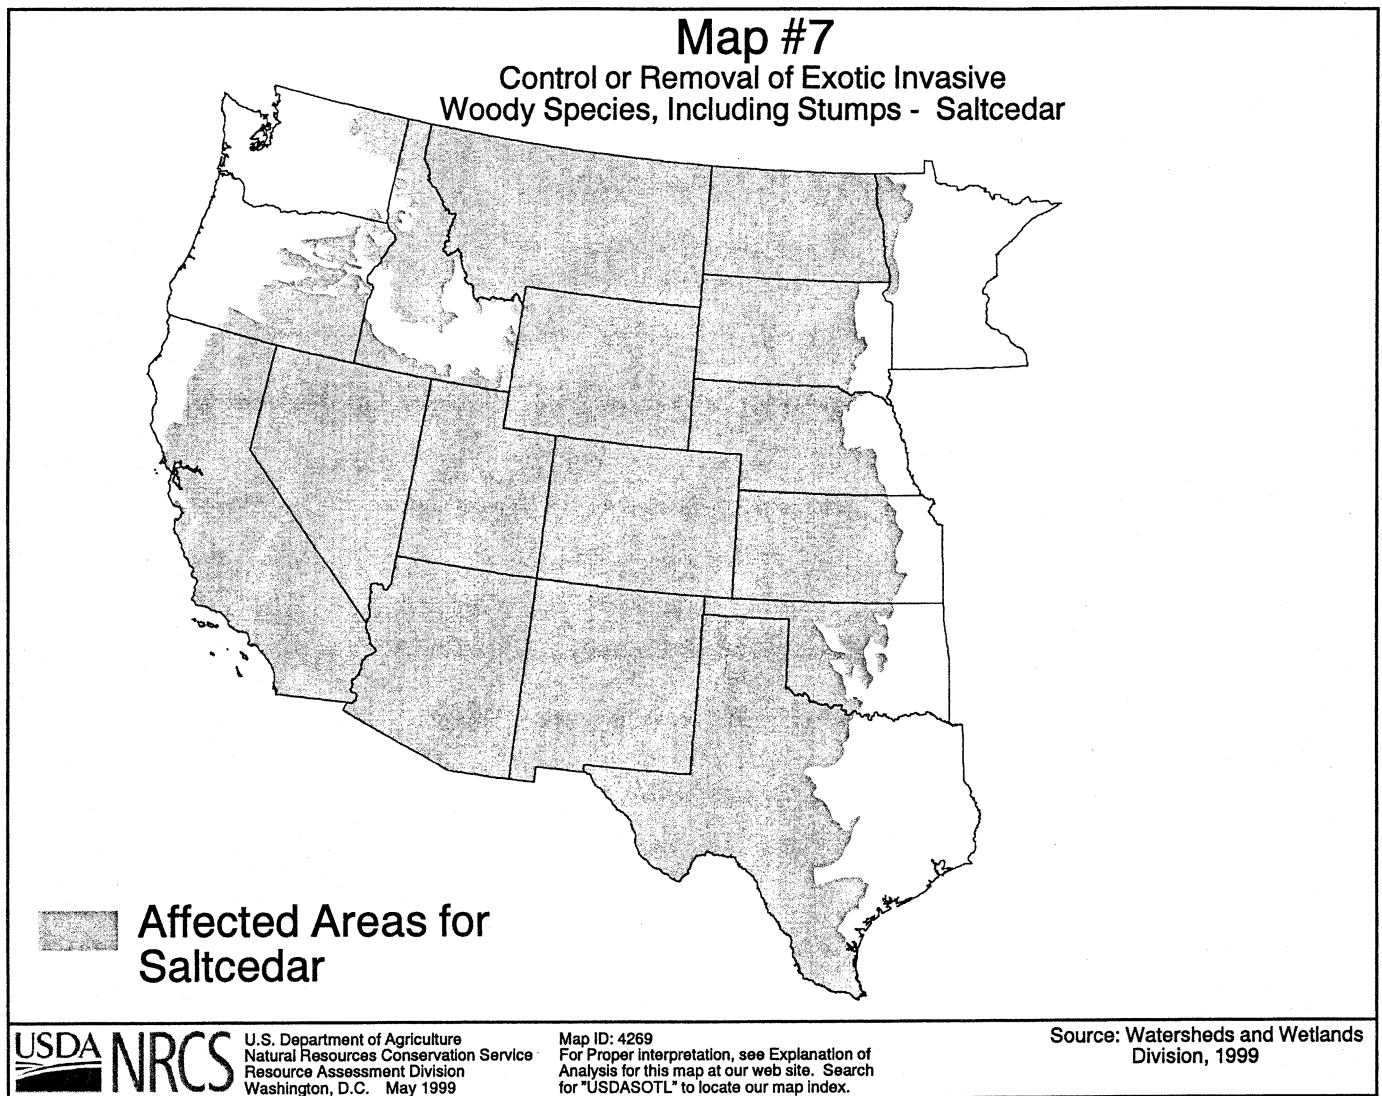 Map #7
Control or Removal of Exotic Invasive
Woody Species, Including Stumps - Saltcedar
Affected Areas for
Saltcedar
USDA NRCS
U.S. Department of Agriculture
Natural Resources Conservation Service
Resource Assessment Division
Washington, D.C. May 1999
Map ID: 4269
For Proper interpretation, see Explanation of
Analysis for this map at our web site. Search
for "USDASOTL" to locate our map index.
Source: Watersheds and Wetlands
Division, 1999